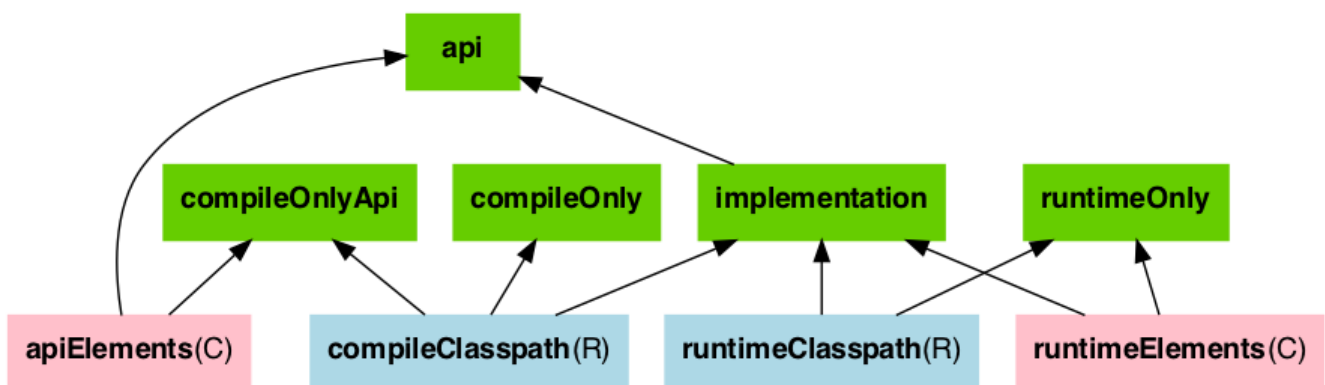 api
compileOnlyApi
compileOnly
implementation
runtimeOnly
apiElements(C)
compileClasspath(R)
runtimeClasspath(R)
runtimeElements(C)